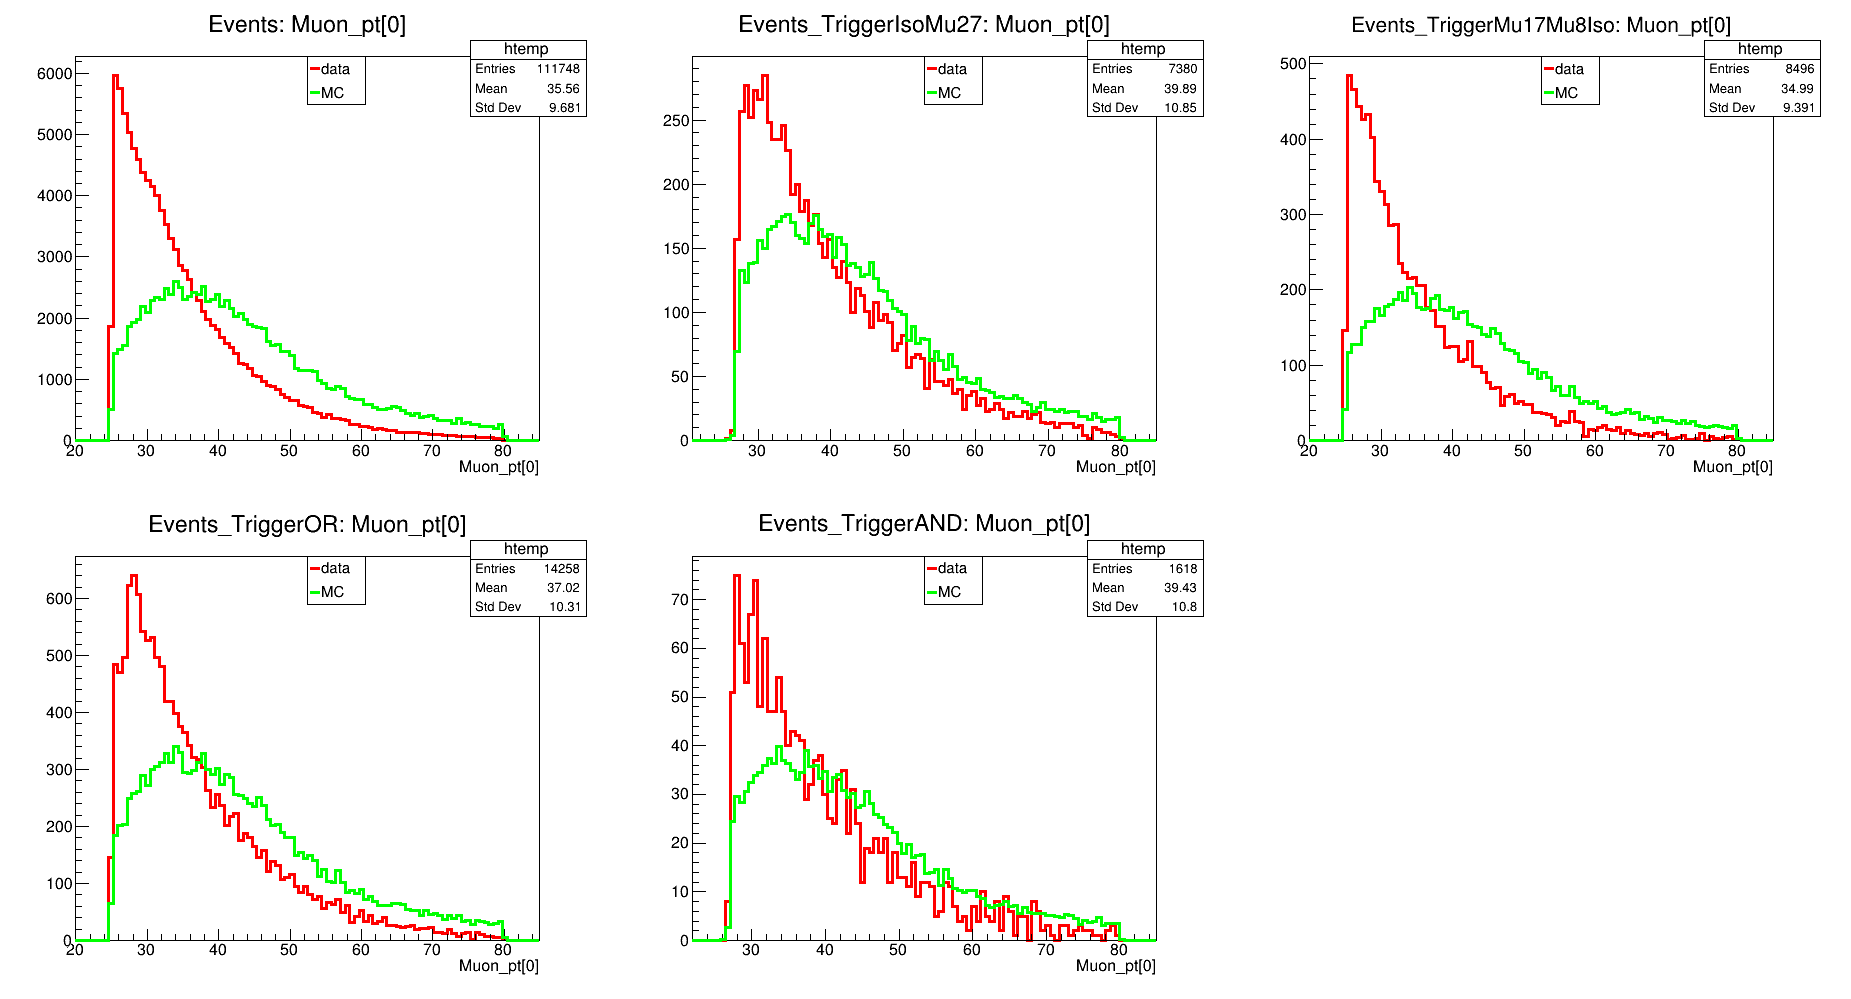 Events: Muon_pt[0]
htemp
Entries 111748
Mean 35.56
Std Dev 9.681
data
MC
6000
5000
4000
3000
2000
1000
0
20 30 40 50 60 70 80
Muon_pt[0]
Events_TriggerIsoMu27: Muon_pt[0]
htemp
Entries 7380
Mean 39.89
Std Dev 10.85
data
MC
250
200
150
100
50
0
30 40 50 60 70 80
Muon_pt[0]
Events_TriggerMu17Mu8Iso: Muon_pt[0]
htemp
Entries 8496
Mean 34.99
Std Dev 9.391
data
MC
500
400
300
200
100
0
20 30 40 50 60 70 80
Muon_pt[0]
Events_TriggerOR: Muon_pt[0]
htemp
Entries 14258
Mean 37.02
Std Dev 10.31
data
MC
600
500
400
300
200
100
0
20 30 40 50 60 70 80
Muon_pt[0]
Events_TriggerAND: Muon_pt[0]
htemp
Entries 1618
Mean 39.43
Std Dev 10.8
data
MC
70
60
50
40
30
20
10
0
30 40 50 60 70 80
Muon_pt[0]